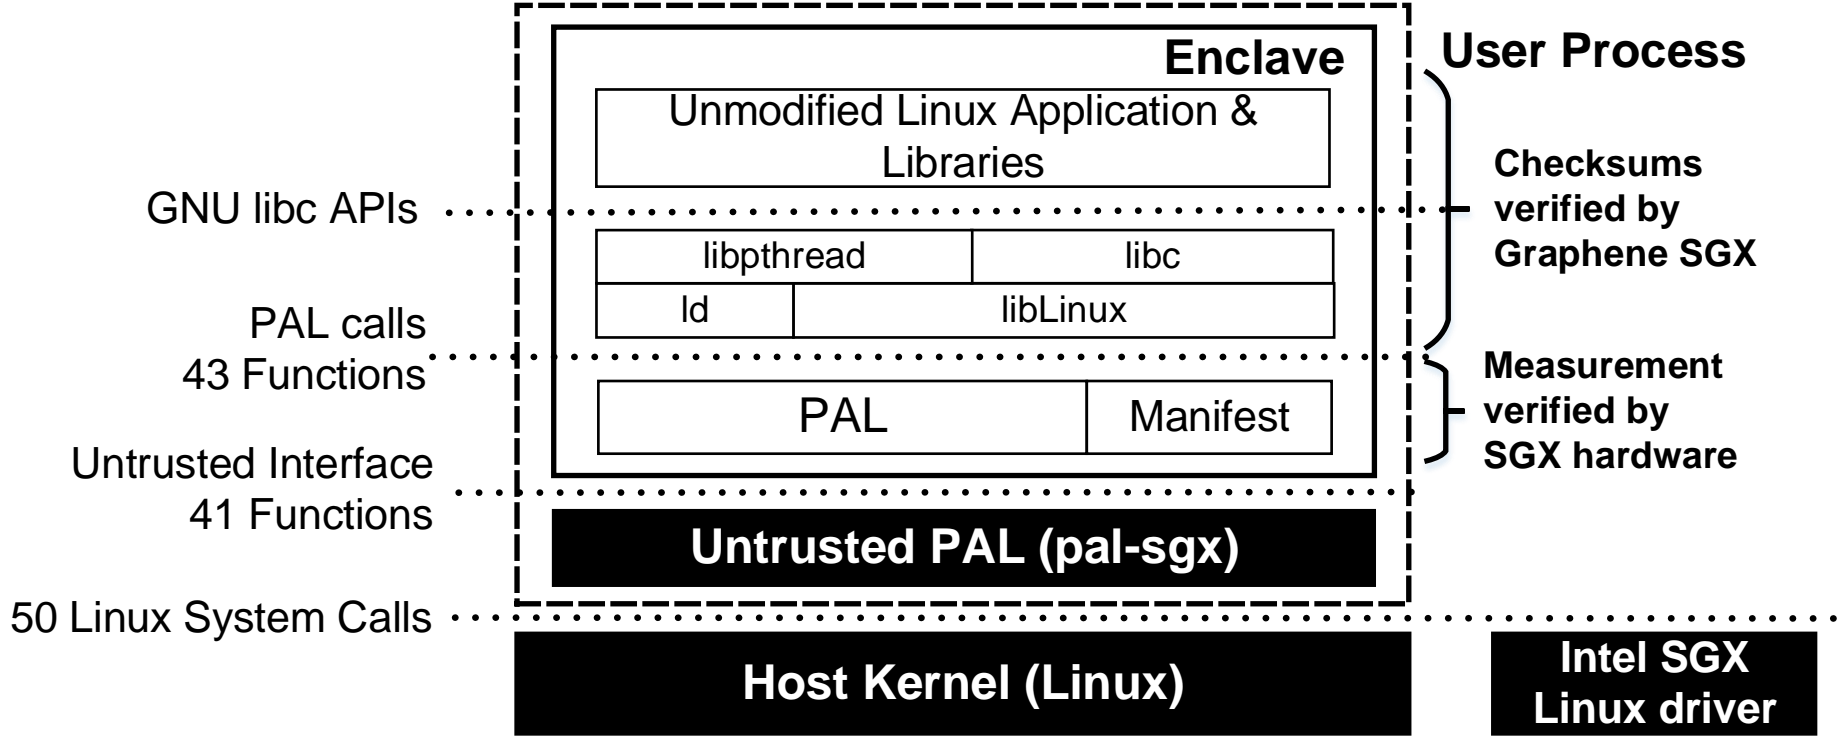 Enclave
User Process
Unmodified Linux Application &
Libraries
Checksums
verified by
Graphene SGX
GNU libc APIs
libpthread
libc
ld
libLinux
PAL calls
43 Functions
Measurement
verified by
SGX hardware
PAL
Manifest
Untrusted Interface
41 Functions
Untrusted PAL (pal-sgx)
50 Linux System Calls
Host Kernel (Linux)
Intel SGX
Linux driver